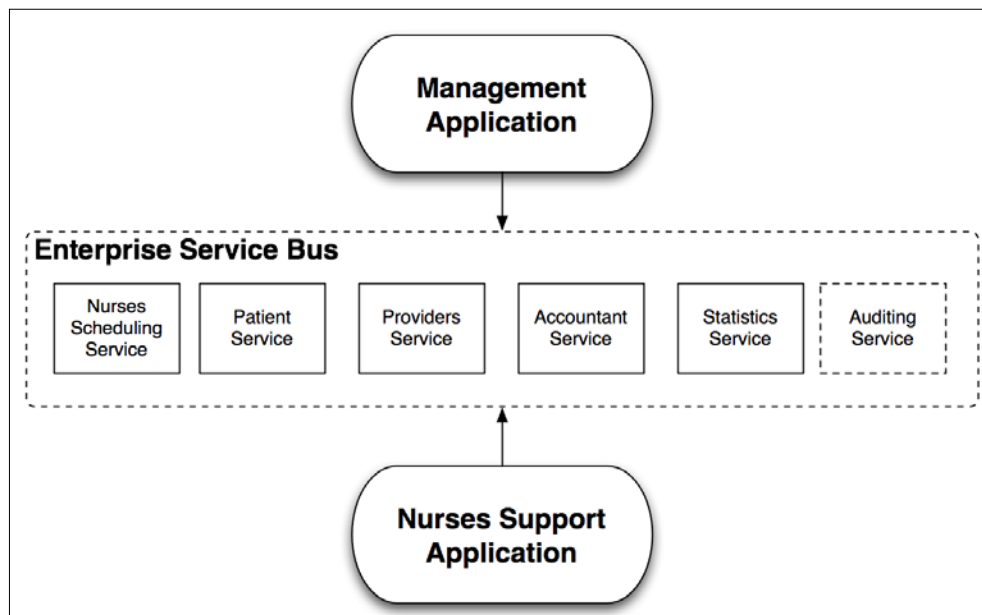 Management
Application
Enterprise Service Bus
Nurses
Scheduling
Service
Patient
Service
Providers
Service
Accountant
Service
Statistics
Service
Auditing
Service
Nurses Support
Application